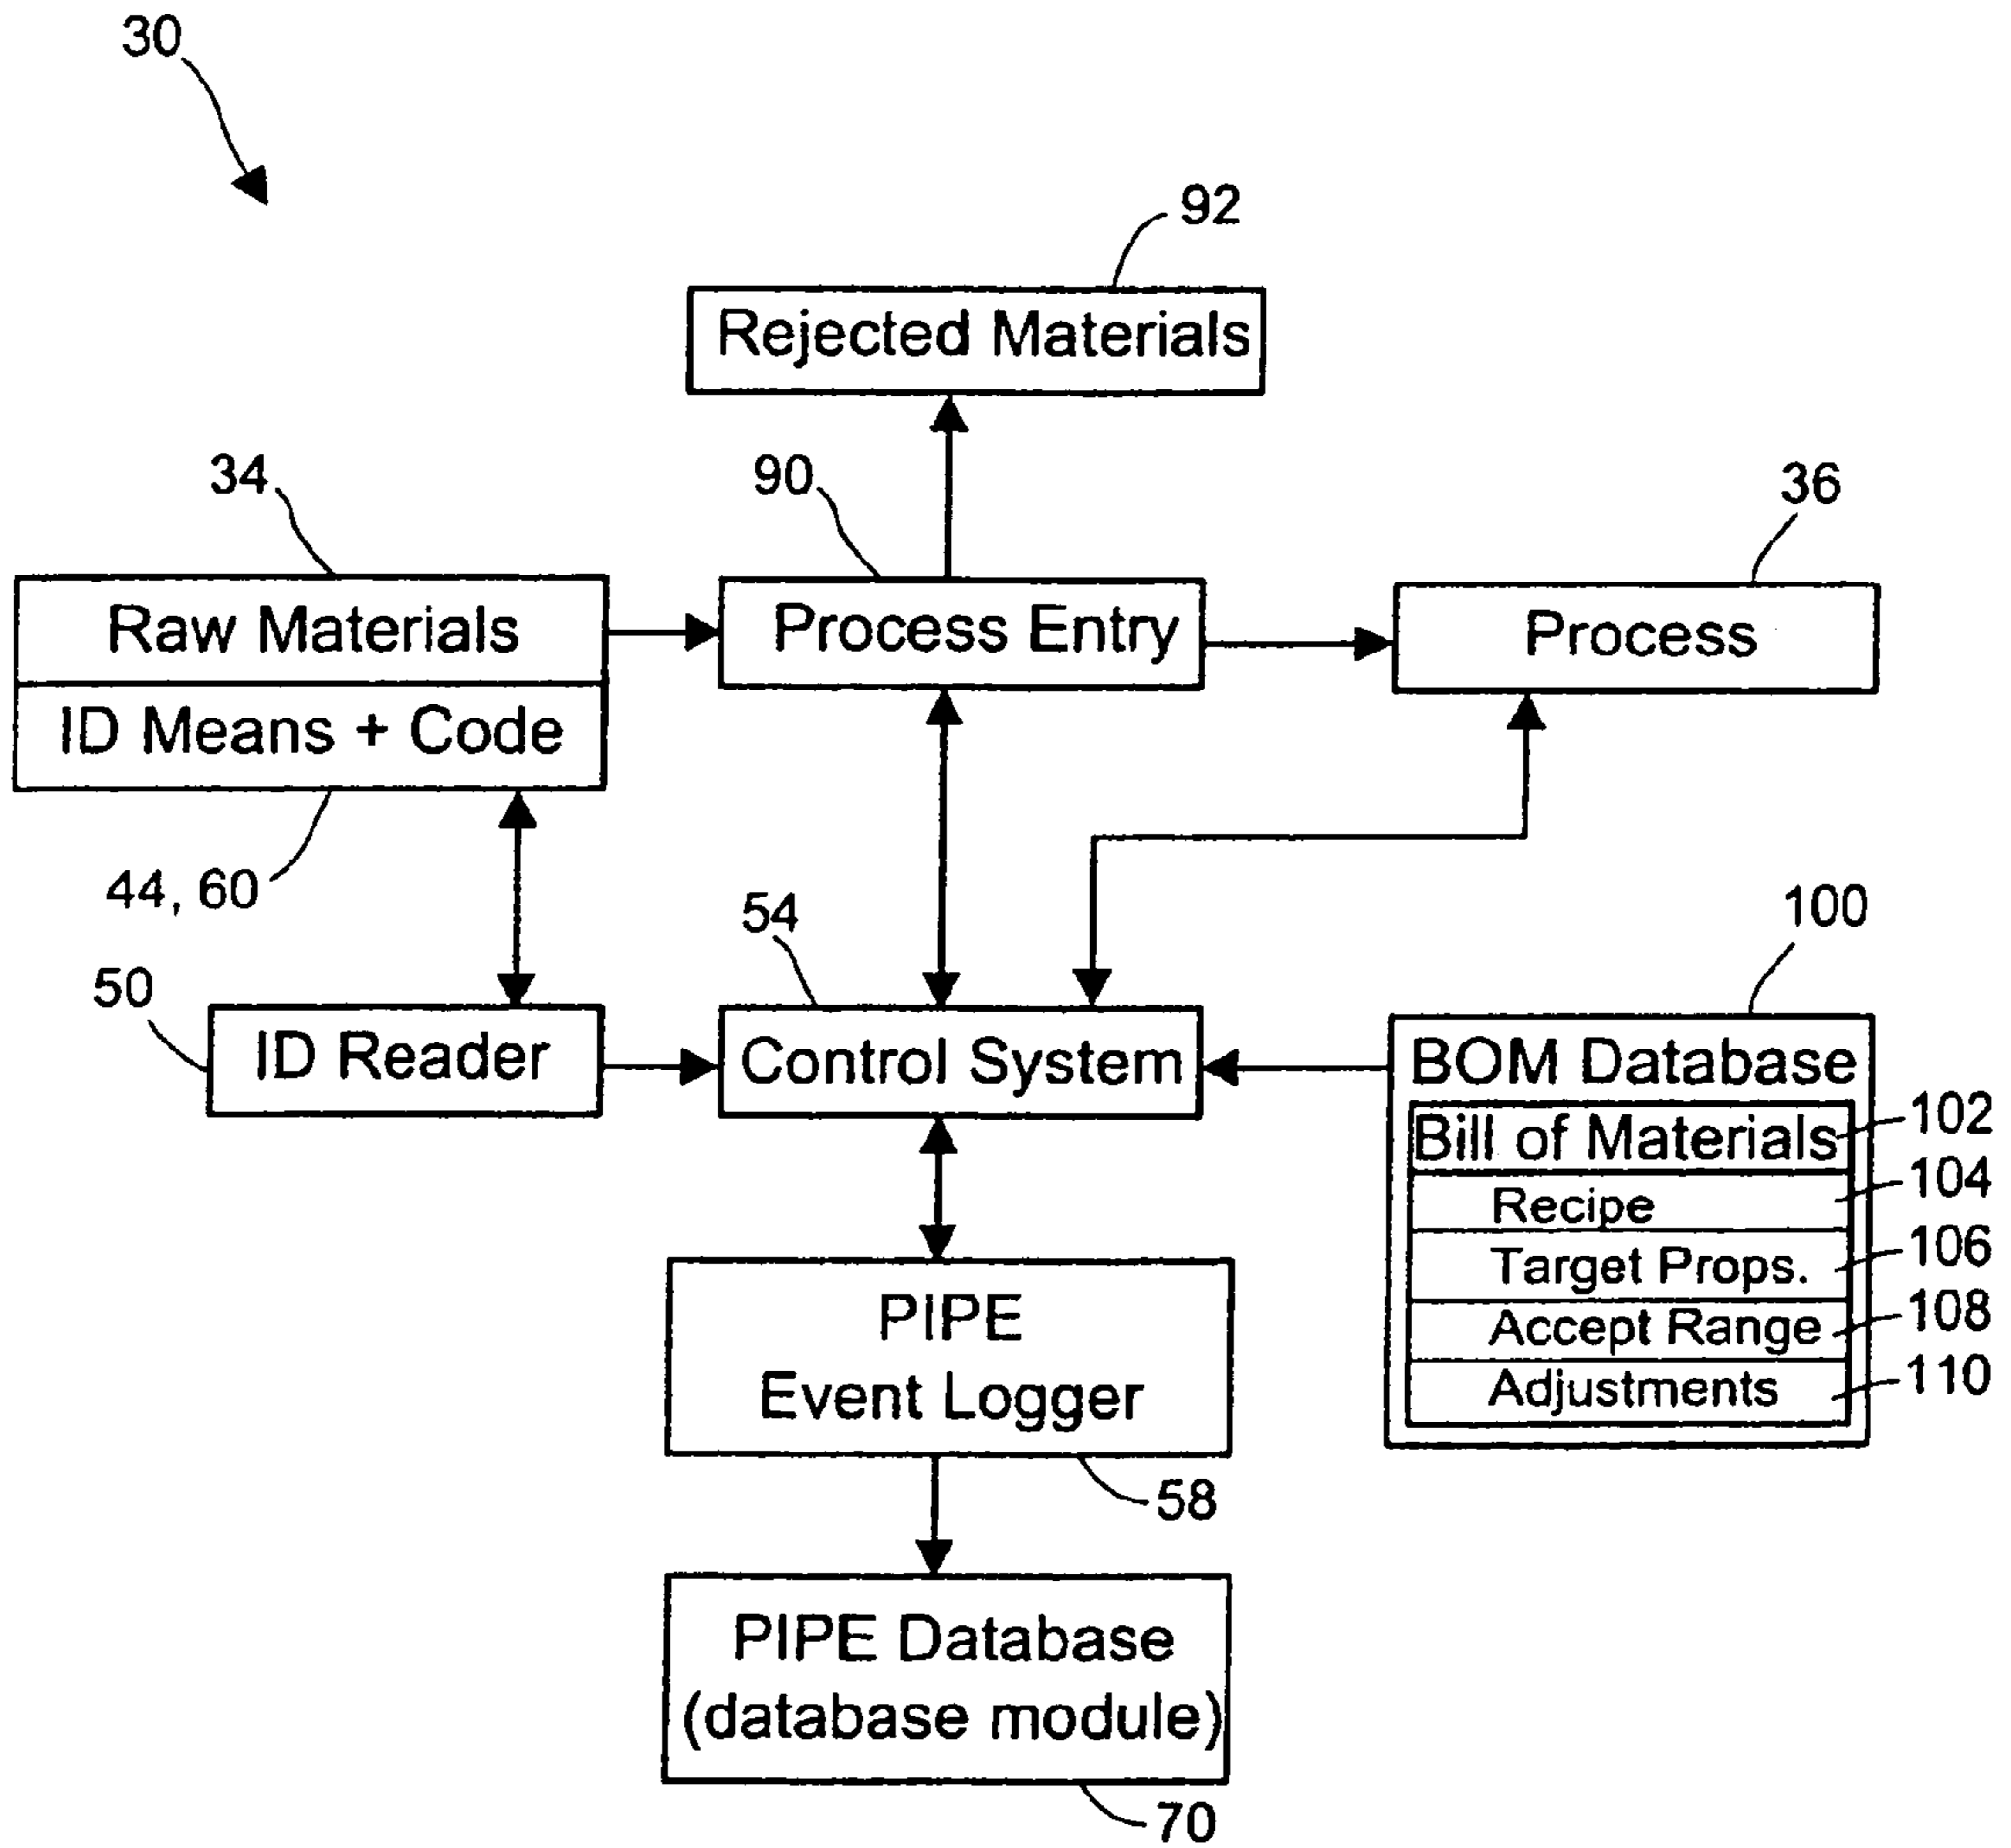 30
92
Rejected Materials
34
90
36
Raw Materials
Process Entry
Process
ID Means + Code
44, 60
54
100
50
ID Reader
Control System
BOM Database
Bill of Materials
102
Recipe
104
Target Props.
106
Accept Range
108
Adjustments
110
PIPE
Event Logger
58
PIPE Database
(database module)
70